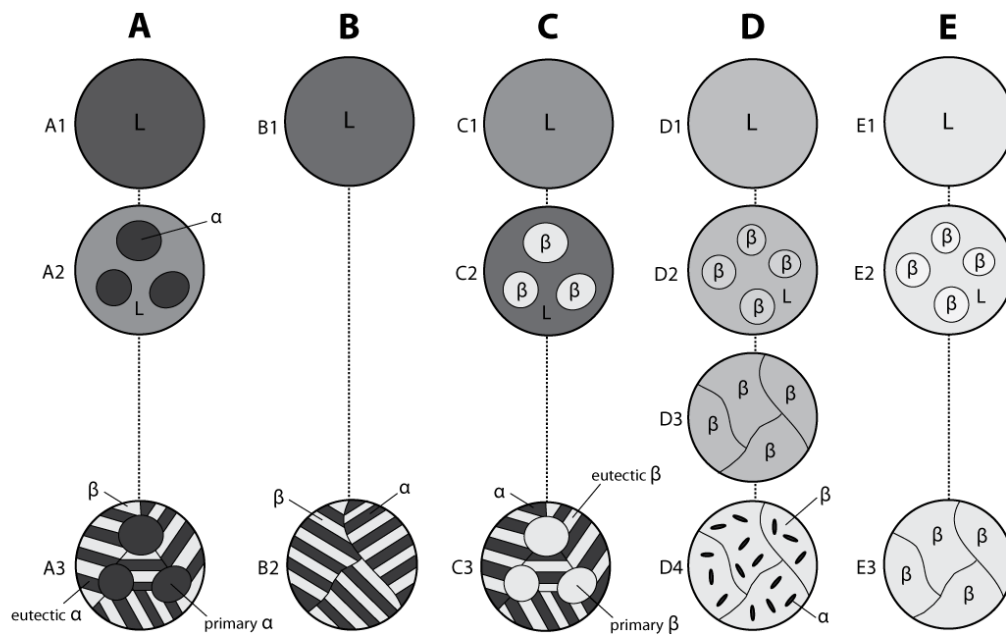 A B C D E
A1 L B1 L C1 L D1 L E1 L
α
A2 L
C2 β β β L
D2 β β β β L
E2 β β β β L
D3 β β β β
β α α eutectic β β
A3 B2 β C3 D4 E3 β β β β
eutectic α primary α primary β α